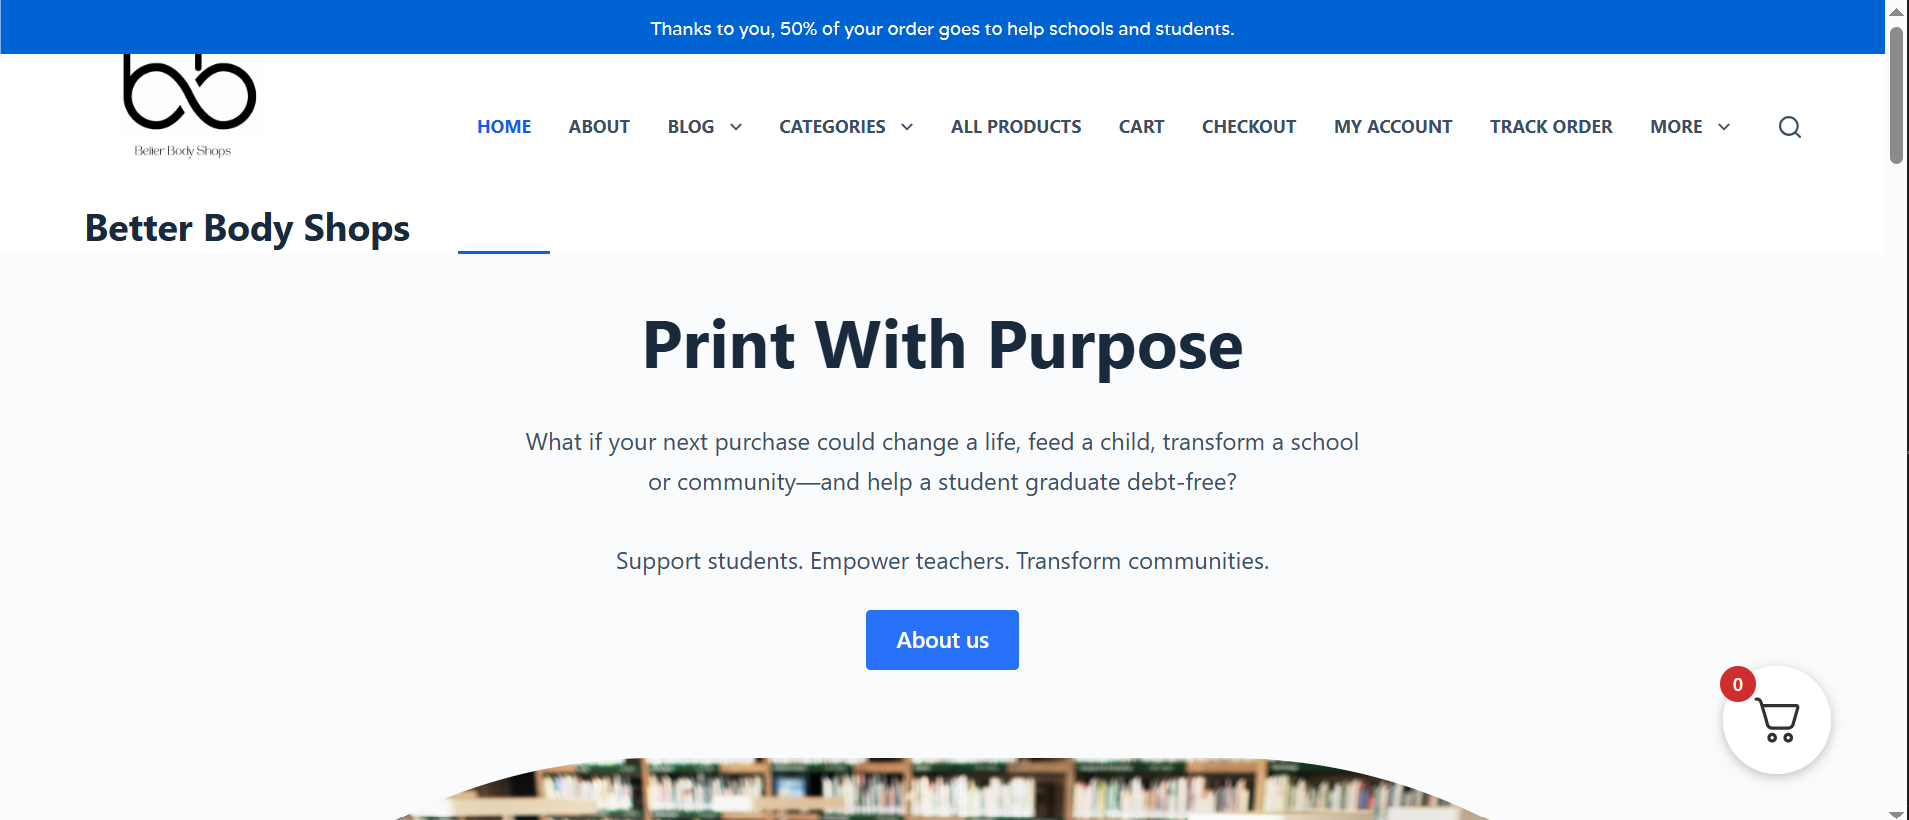 Thanks to you, 50% of your order goes to help schools and students.
bb
Better Body Shops
HOME ABOUT BLOG CATEGORIES ALL PRODUCTS CART CHECKOUT MY ACCOUNT TRACK ORDER MORE
Better Body Shops
Print With Purpose
What if your next purchase could change a life, feed a child, transform a school
or community—and help a student graduate debt-free?
Support students. Empower teachers. Transform communities.
About us
0